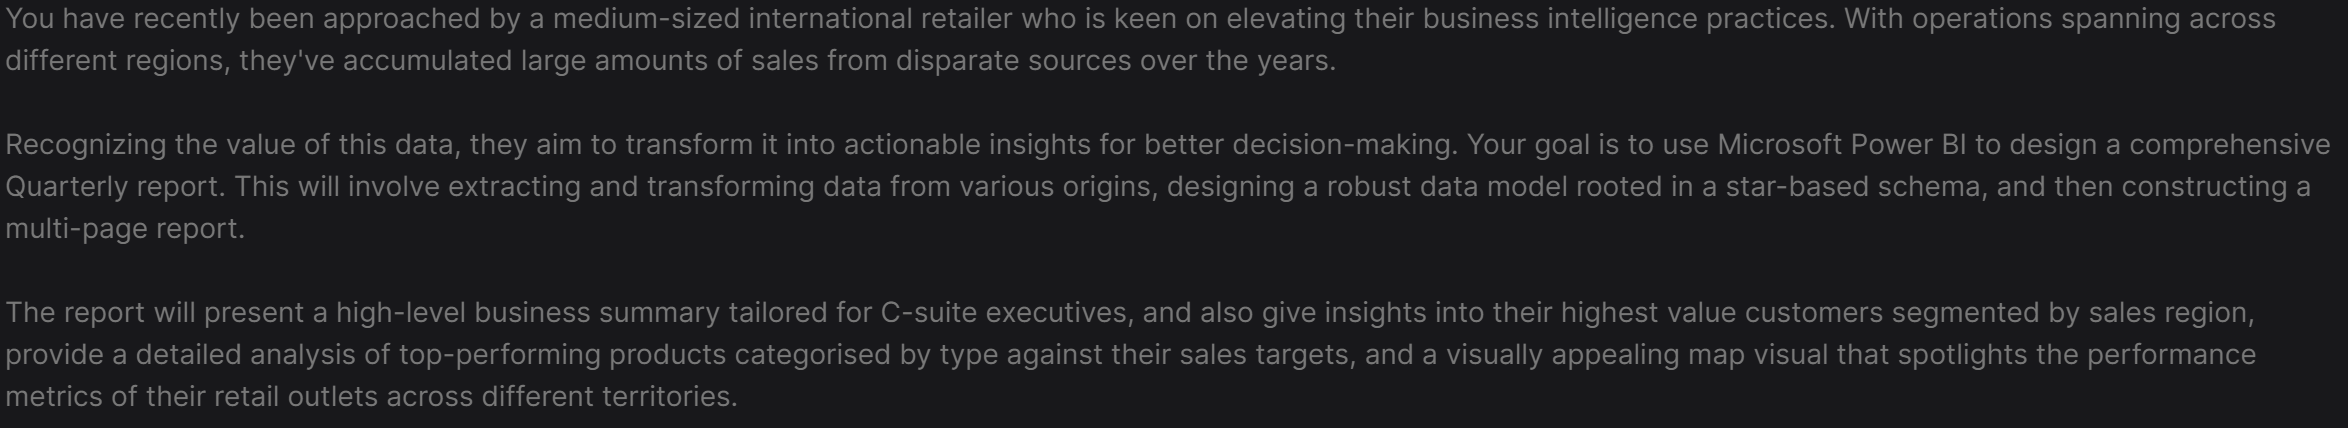 You have recently been approached by a medium-sized international retailer who is keen on elevating their business intelligence practices. With operations spanning across
different regions, they've accumulated large amounts of sales from disparate sources over the years.
Recognizing the value of this data, they aim to transform it into actionable insights for better decision-making. Your goal is to use Microsoft Power BI to design a comprehensive
Quarterly report. This will involve extracting and transforming data from various origins, designing a robust data model rooted in a star-based schema, and then constructing a
multi-page report.
The report will present a high-level business summary tailored for C-suite executives, and also give insights into their highest value customers segmented by sales region,
provide a detailed analysis of top-performing products categorised by type against their sales targets, and a visually appealing map visual that spotlights the performance
metrics of their retail outlets across different territories.